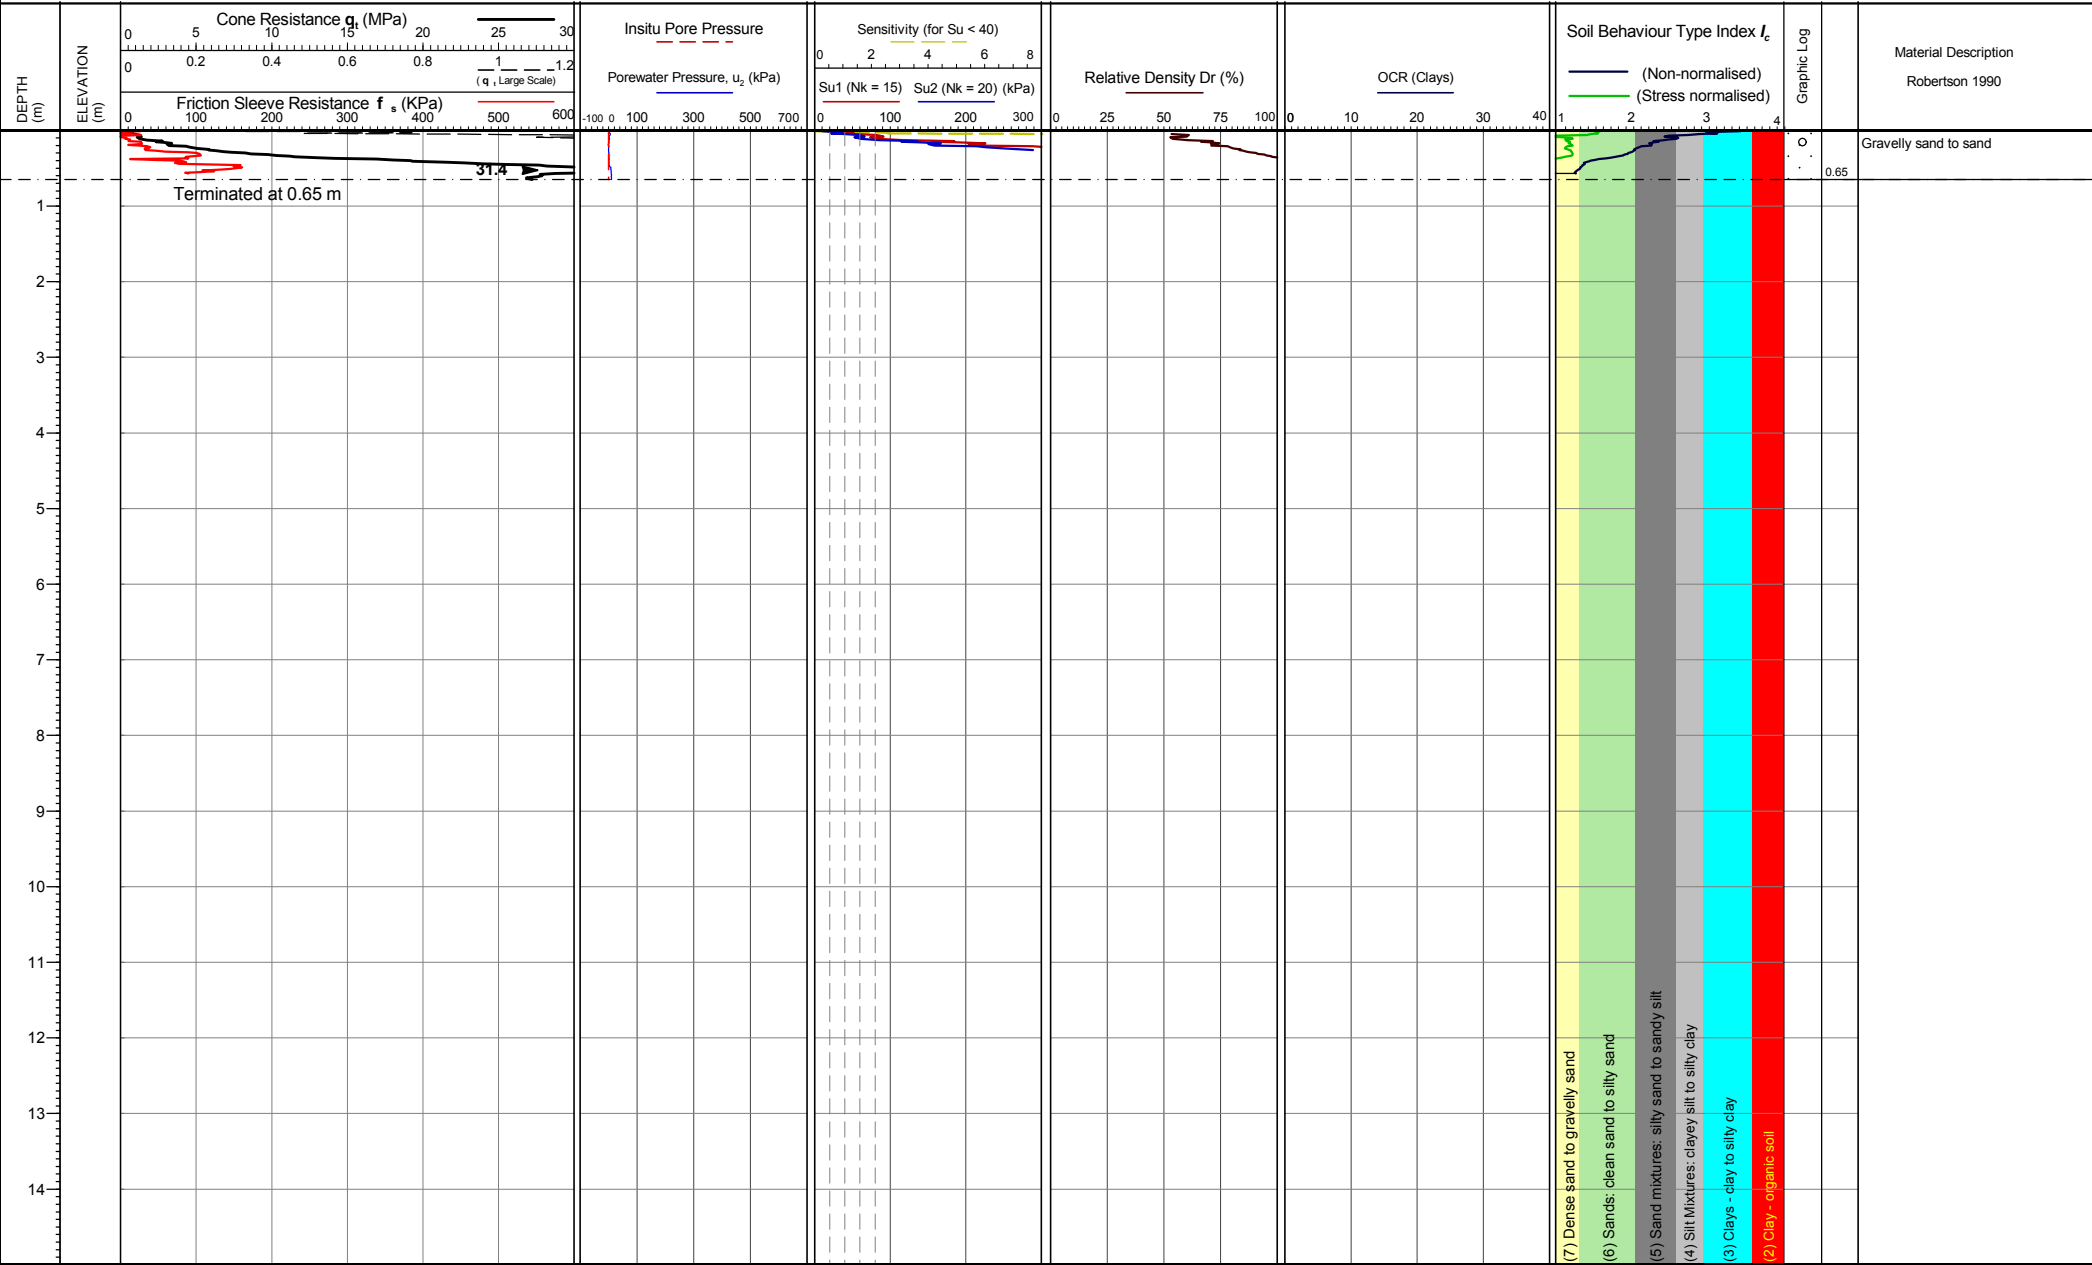 DEPTH
(m)
ELEVATION
(m)
Cone Resistance qt (MPa)
0 5 10 15 20 25 30
0 0.2 0.4 0.6 0.8 1 1.2
(qt Large Scale)
Friction Sleeve Resistance fs (KPa)
0 100 200 300 400 500 600
Insitu Pore Pressure
Porewater Pressure, u2 (kPa)
-100 0 100 300 500 700
Sensitivity (for Su < 40)
0 2 4 6 8
Su1 (Nk = 15) Su2 (Nk = 20) (kPa)
0 100 200 300
Relative Density Dr (%)
0 25 50 75 100
OCR (Clays)
0 10 20 30 40
Soil Behaviour Type Index Ic
(Non-normalised)
(Stress normalised)
1 2 3 4
Graphic Log
Material Description
Robertson 1990
31.4
Terminated at 0.65 m
0.65
Gravelly sand to sand
1
2
3
4
5
6
7
8
9
10
11
12
13
14
(7) Dense sand to gravelly sand
(6) Sands: clean sand to silty sand
(5) Sand mixtures: silty sand to sandy silt
(4) Silt Mixtures: clayey silt to silty clay
(3) Clays - clay to silty clay
(2) Clay - organic soil